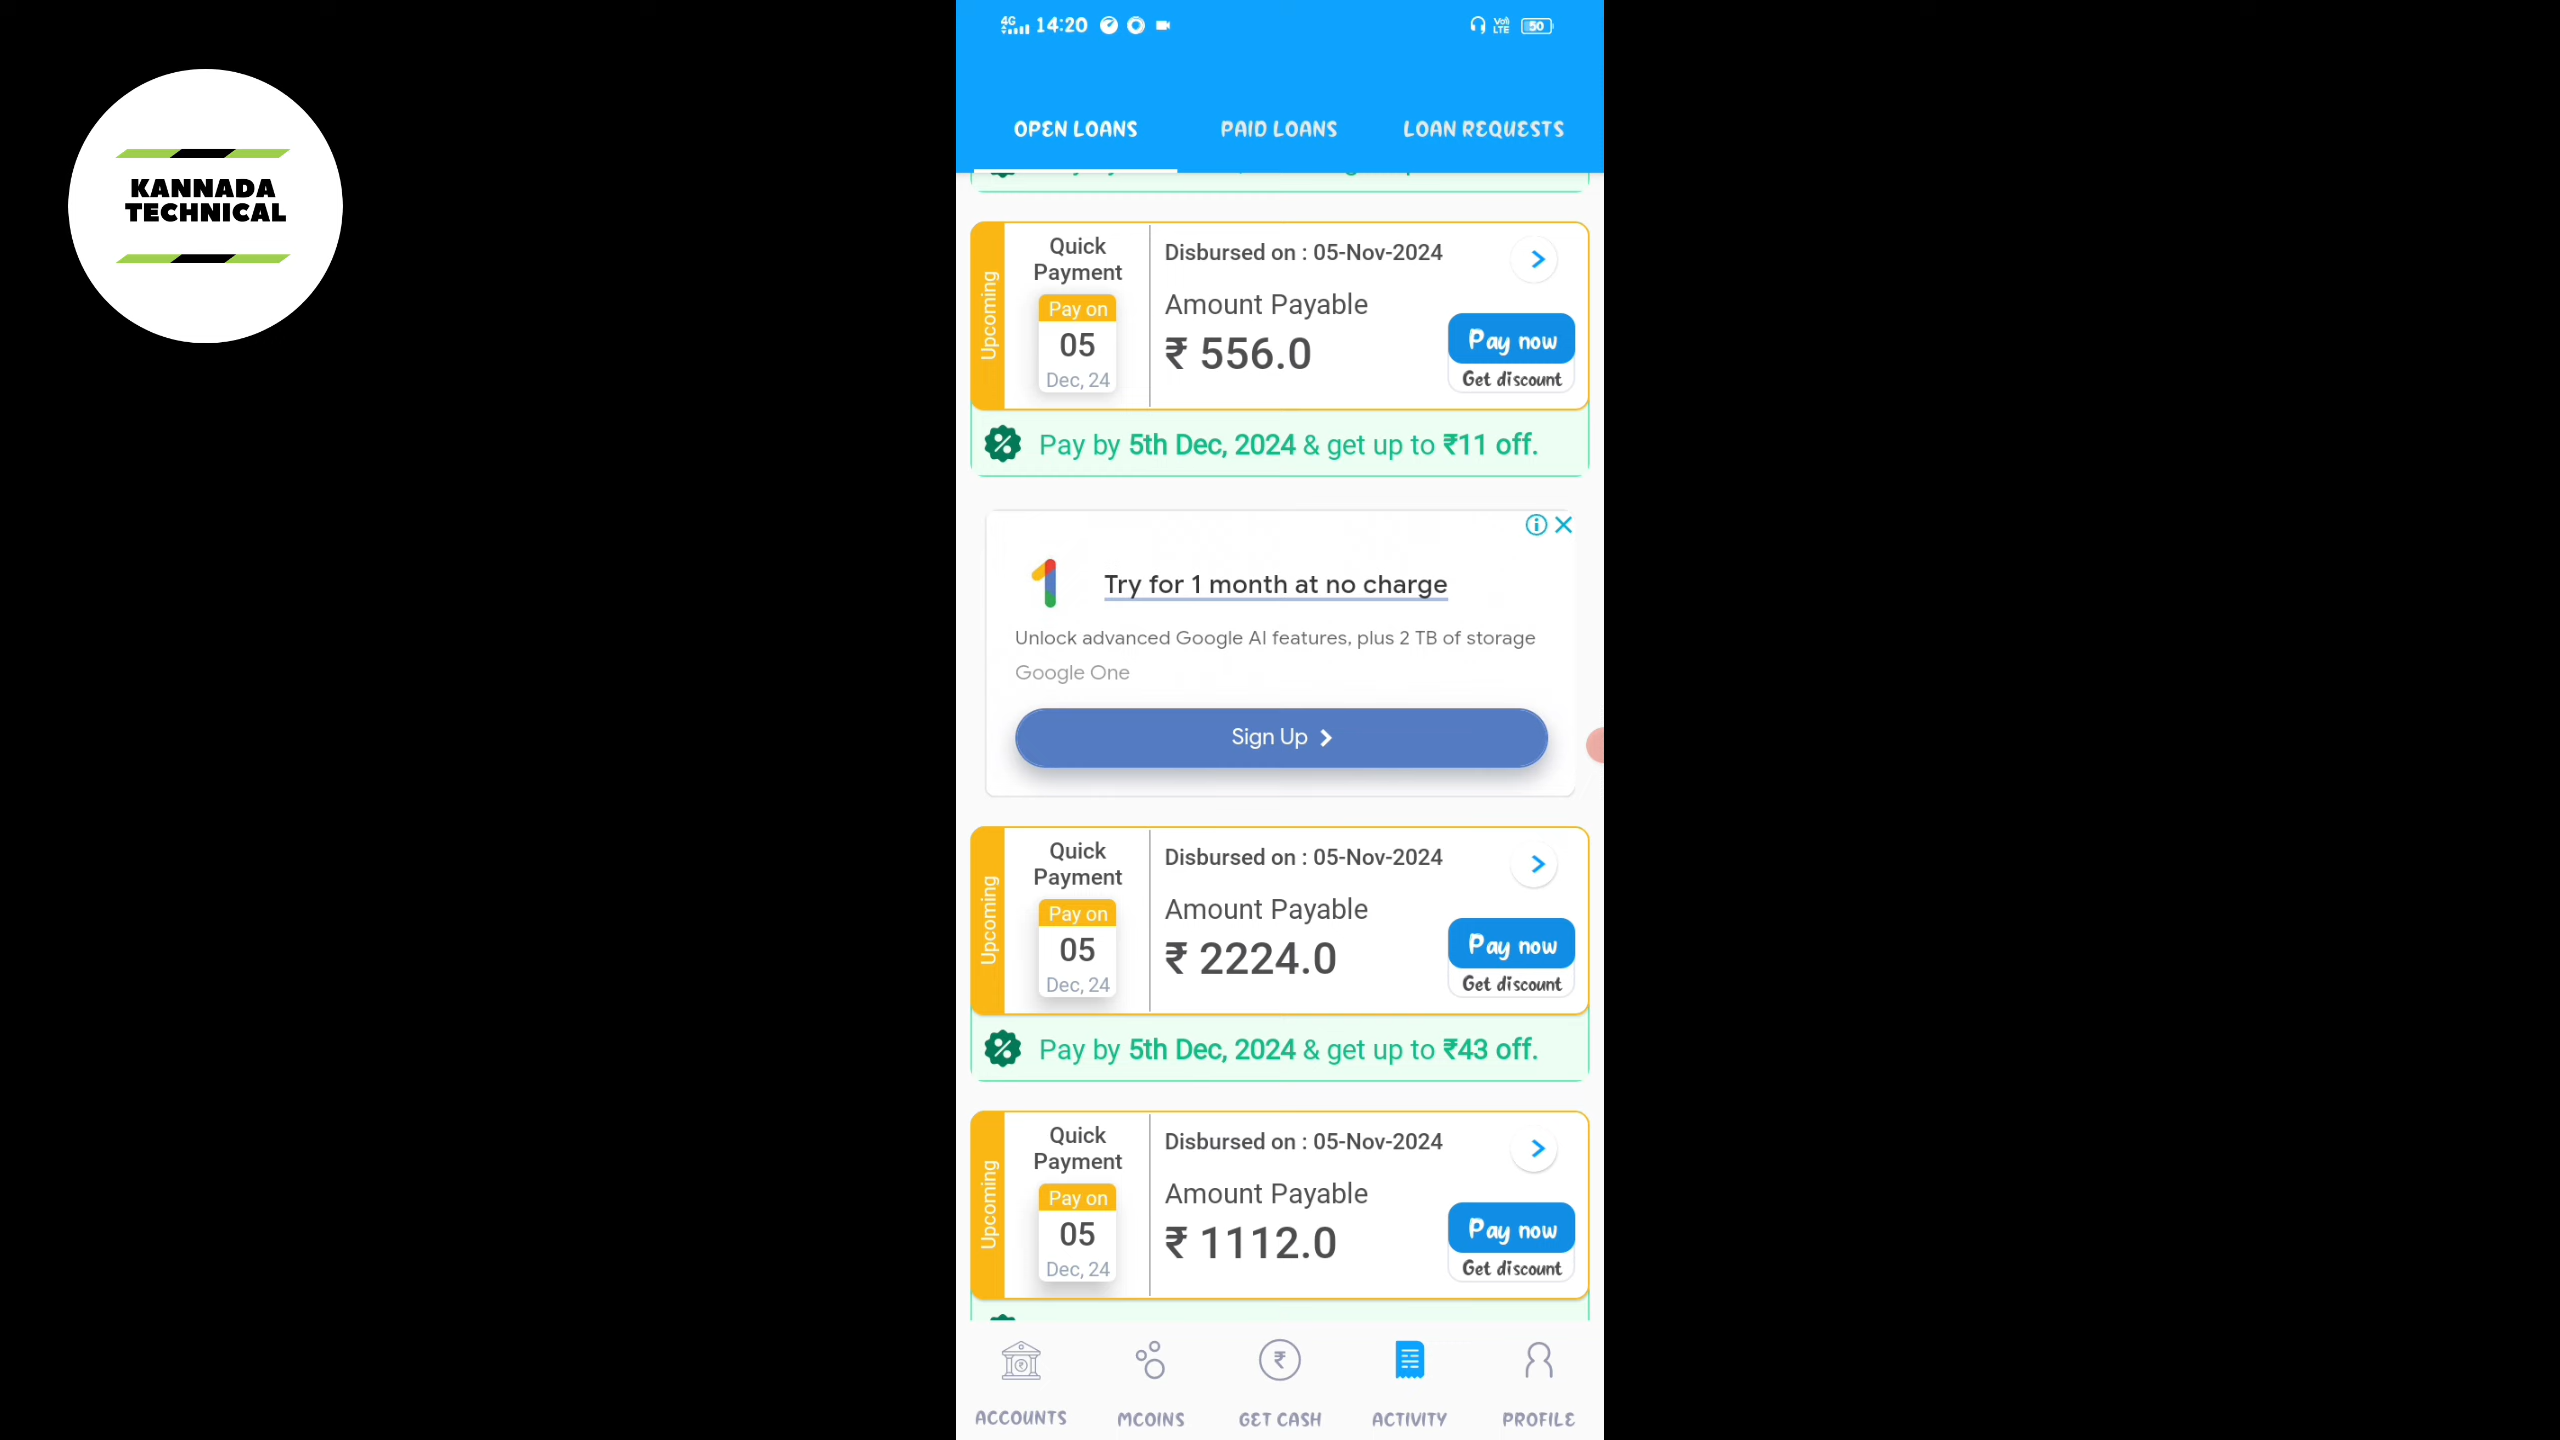 KANNADA
TECHNICAL
4G 14:20 Vo) LTE 50
OPEN LOANS PAID LOANS LOAN REQUESTS
Upcoming
Quick
Payment
Pay on
05
Dec, 24
Disbursed on : 05-Nov-2024
Amount Payable
₹ 556.0
Pay now
Get discount
Pay by 5th Dec, 2024 & get up to ₹11 off.
1 Try for 1 month at no charge
Unlock advanced Google AI features, plus 2 TB of storage
Google One
Sign Up
Upcoming
Quick
Payment
Pay on
05
Dec, 24
Disbursed on : 05-Nov-2024
Amount Payable
₹ 2224.0
Pay now
Get discount
Pay by 5th Dec, 2024 & get up to ₹43 off.
Upcoming
Quick
Payment
Pay on
05
Dec, 24
Disbursed on : 05-Nov-2024
Amount Payable
₹ 1112.0
Pay now
Get discount
ACCOUNTS MCOINS GET CASH ACTIVITY PROFILE